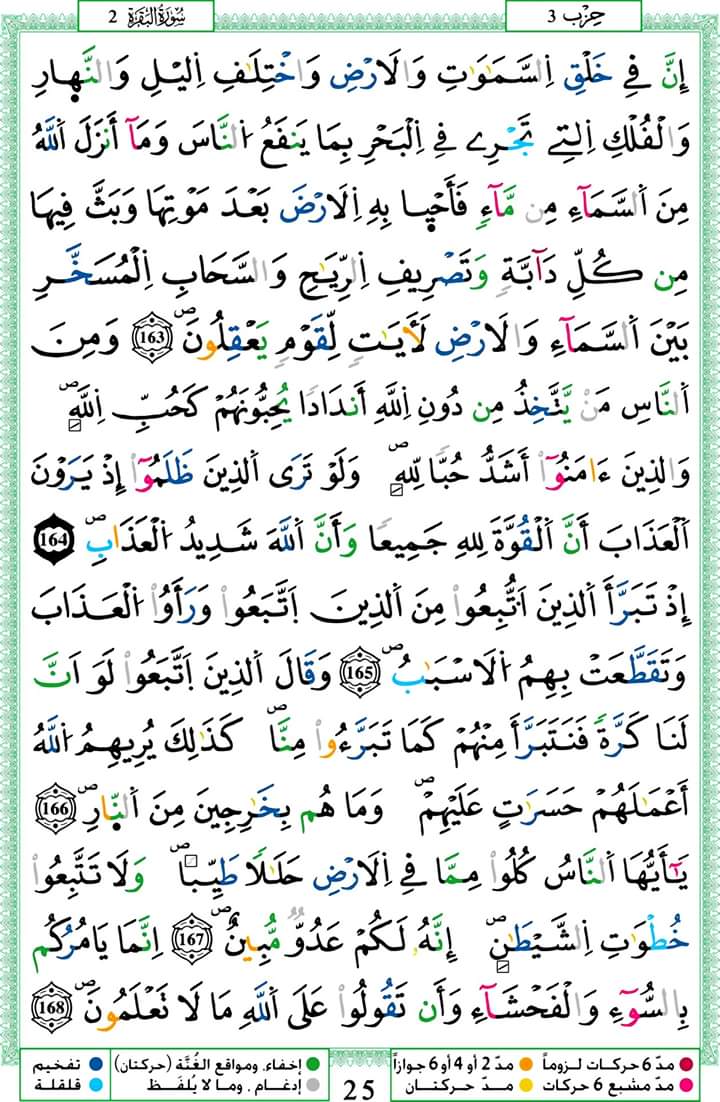 سُورَةُ البَقَرَة 2
حِزْب 3
إِنَّ فِي خَلْقِ اِ۬لسَّمَٰوَٰتِ وَالَارْضِ وَاخْتِلَٰفِ اِ۬ليْلِ وَالنَّه۪ارِ
وَالْفُلْكِ اِ۬لتِي تَجْرِي فِي اِ۬لْبَحْرِ بِمَا يَنفَعُ اُ۬لنَّاسَ وَمَآ أَنزَلَ اَ۬للَّهُ
مِنَ اَ۬لسَّمَآءِ مِن مَّآءٖ فَأَحْي۪ا بِهِ اِ۬لَارْضَ بَعْدَ مَوْتِهَا وَبَثَّ فِيهَا
مِن كُلِّ دَآبَّةٖ وَتَصْرِيفِ اِ۬لرِّيَٰحِ وَالسَّحَابِ اِ۬لْمُسَخَّرِ
بَيْنَ اَ۬لسَّمَآءِ وَالَارْضِ لَأٓيَٰتٖ لِّقَوْمٖ يَعْقِلُونَۖ 163 وَمِنَ
اَ۬لنَّاسِ مَنْ يَّتَّخِذُ مِن دُونِ اِ۬للَّهِ أَندَاداٗ يُحِبُّونَهُمْ كَحُبِّ اِ۬للَّهِۖ
وَالذِينَ ءَامَنُوٓاْ أَشَدُّ حُبّاٗ لِّلهِۖ وَلَوْ تَرَى اَ۬لذِينَ ظَلَمُوٓاْ إِذْ يَرَوْنَ
اَ۬لْعَذَابَ أَنَّ اَ۬لْقُوَّةَ لِلهِ جَمِيعاٗ وَأَنَّ اَ۬للَّهَ شَدِيدُ اُ۬لْعَذَابِۖ 164
إِذْ تَبَرَّأَ اَ۬لذِينَ اَ۟تُّبِعُواْ مِنَ اَ۬لذِينَ اَ۪تَّبَعُواْ وَرَأَوُاْ اُ۬لْعَذَابَ
وَتَقَطَّعَتْ بِهِمُ اُ۬لَاسْبَٰبُۖ 165 وَقَالَ اَ۬لذِينَ اَ۪تَّبَعُواْ لَوَ اَنَّ
لَنَا كَرَّةٗ فَنَتَبَرَّأَ مِنْهُمْ كَمَا تَبَرَّءُواْ مِنَّاۖ كَذَٰلِكَ يُرِيهِمُ اُ۬للَّهُ
أَعْمَٰلَهُمْ حَسَرَٰتٍ عَلَيْهِمْۖ وَمَا هُم بِخَٰرِجِينَ مِنَ اَ۬لنّ۪ارِۖ 166
يَٰٓأَيُّهَا اَ۬لنَّاسُ كُلُواْ مِمَّا فِي اِ۬لَارْضِ حَلَٰلاٗ طَيِّباٗۖ وَلَا تَتَّبِعُواْ
خُطْوَٰتِ اِ۬لشَّيْطَٰنِۖ إِنَّهُۥ لَكُمْ عَدُوّٞ مُّبِينٌۖ 167 اِنَّمَا يَامُرُكُم
بِالسُّوٓءِ وَالْفَحْشَآءِ وَأَن تَقُولُواْ عَلَى اَ۬للَّهِ مَا لَا تَعْلَمُونَۖ 168
مدّ 6 حركات لزوماً مدّ 2 أو 4 أو 6 جوازاً إخفاء، ومواقع الغُنَّة (حركتان) تفخيم
مدّ مشبع 6 حركات مدّ حركتان إدغام، وما لا يُلفَظ قلقلة
25